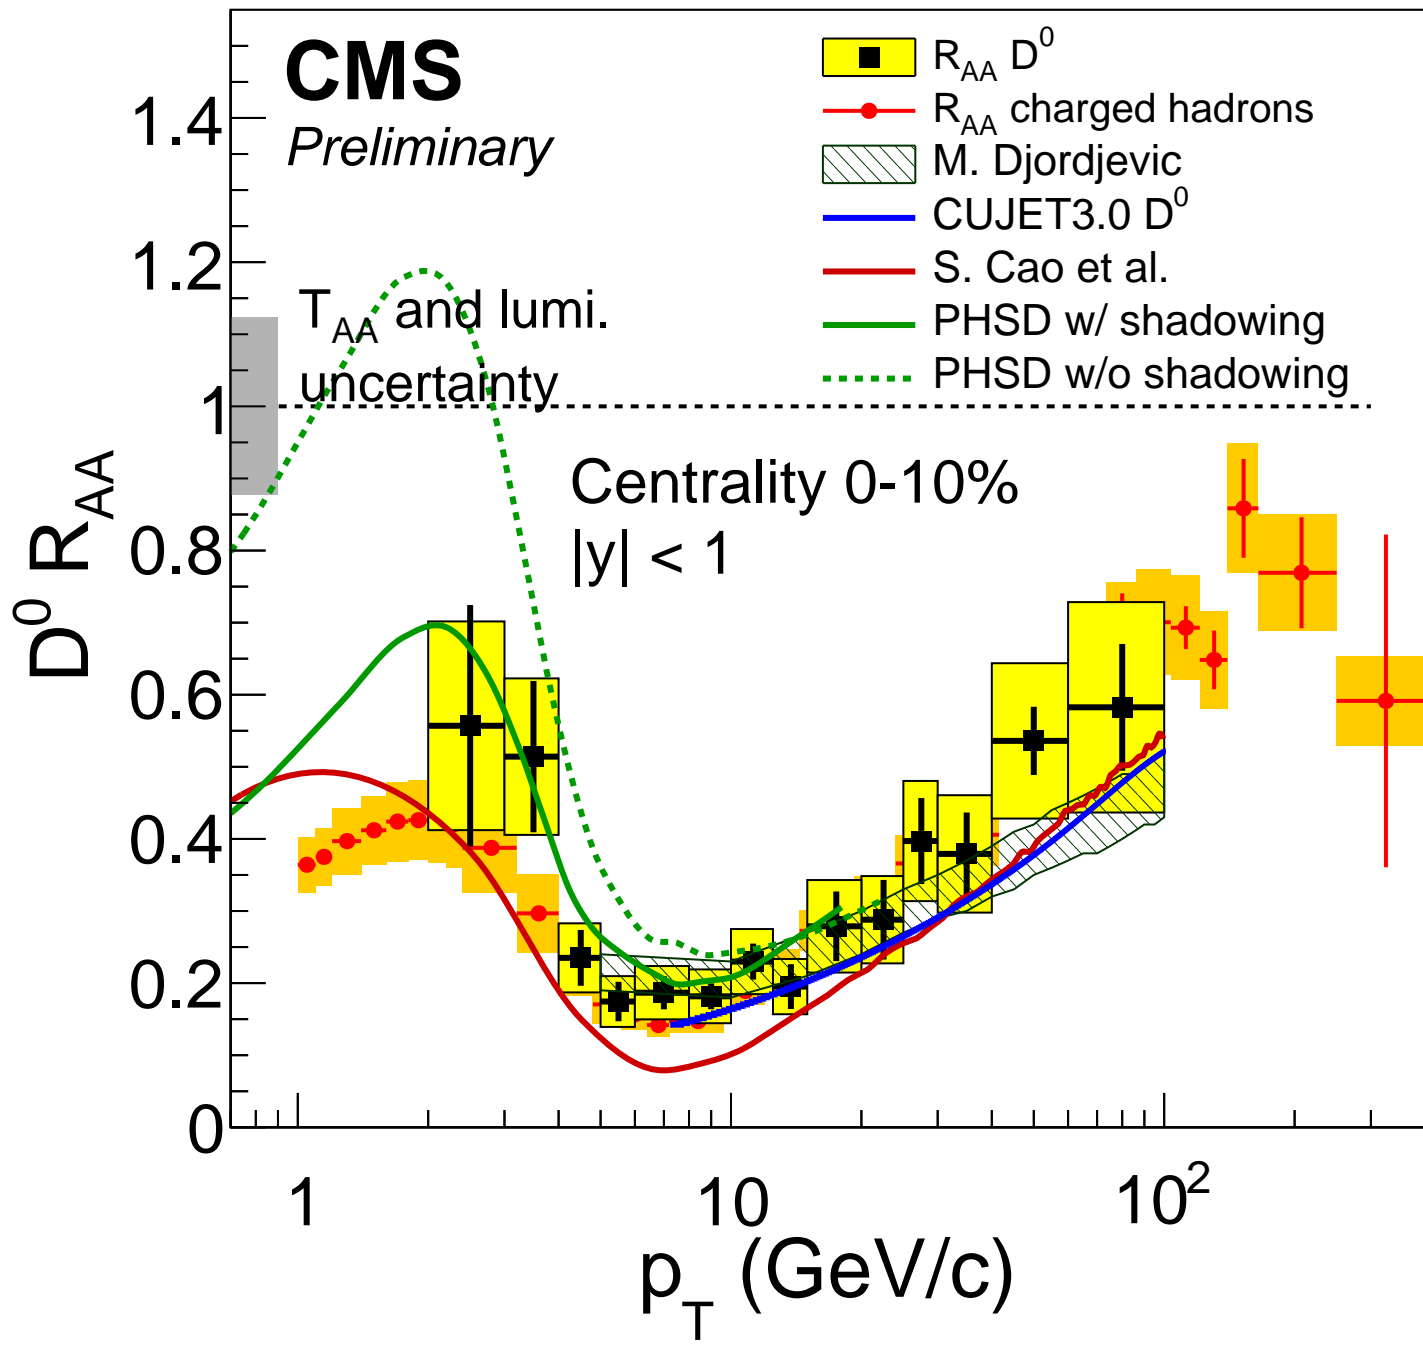 CMS
Preliminary
R_AA D^0
R_AA charged hadrons
M. Djordjevic
CUJET3.0 D^0
S. Cao et al.
PHSD w/ shadowing
PHSD w/o shadowing
T_AA and lumi.
uncertainty
Centrality 0-10%
|y| < 1
D^0 R_AA
1.4
1.2
1
0.8
0.6
0.4
0.2
0
1
10
10^2
p_T (GeV/c)